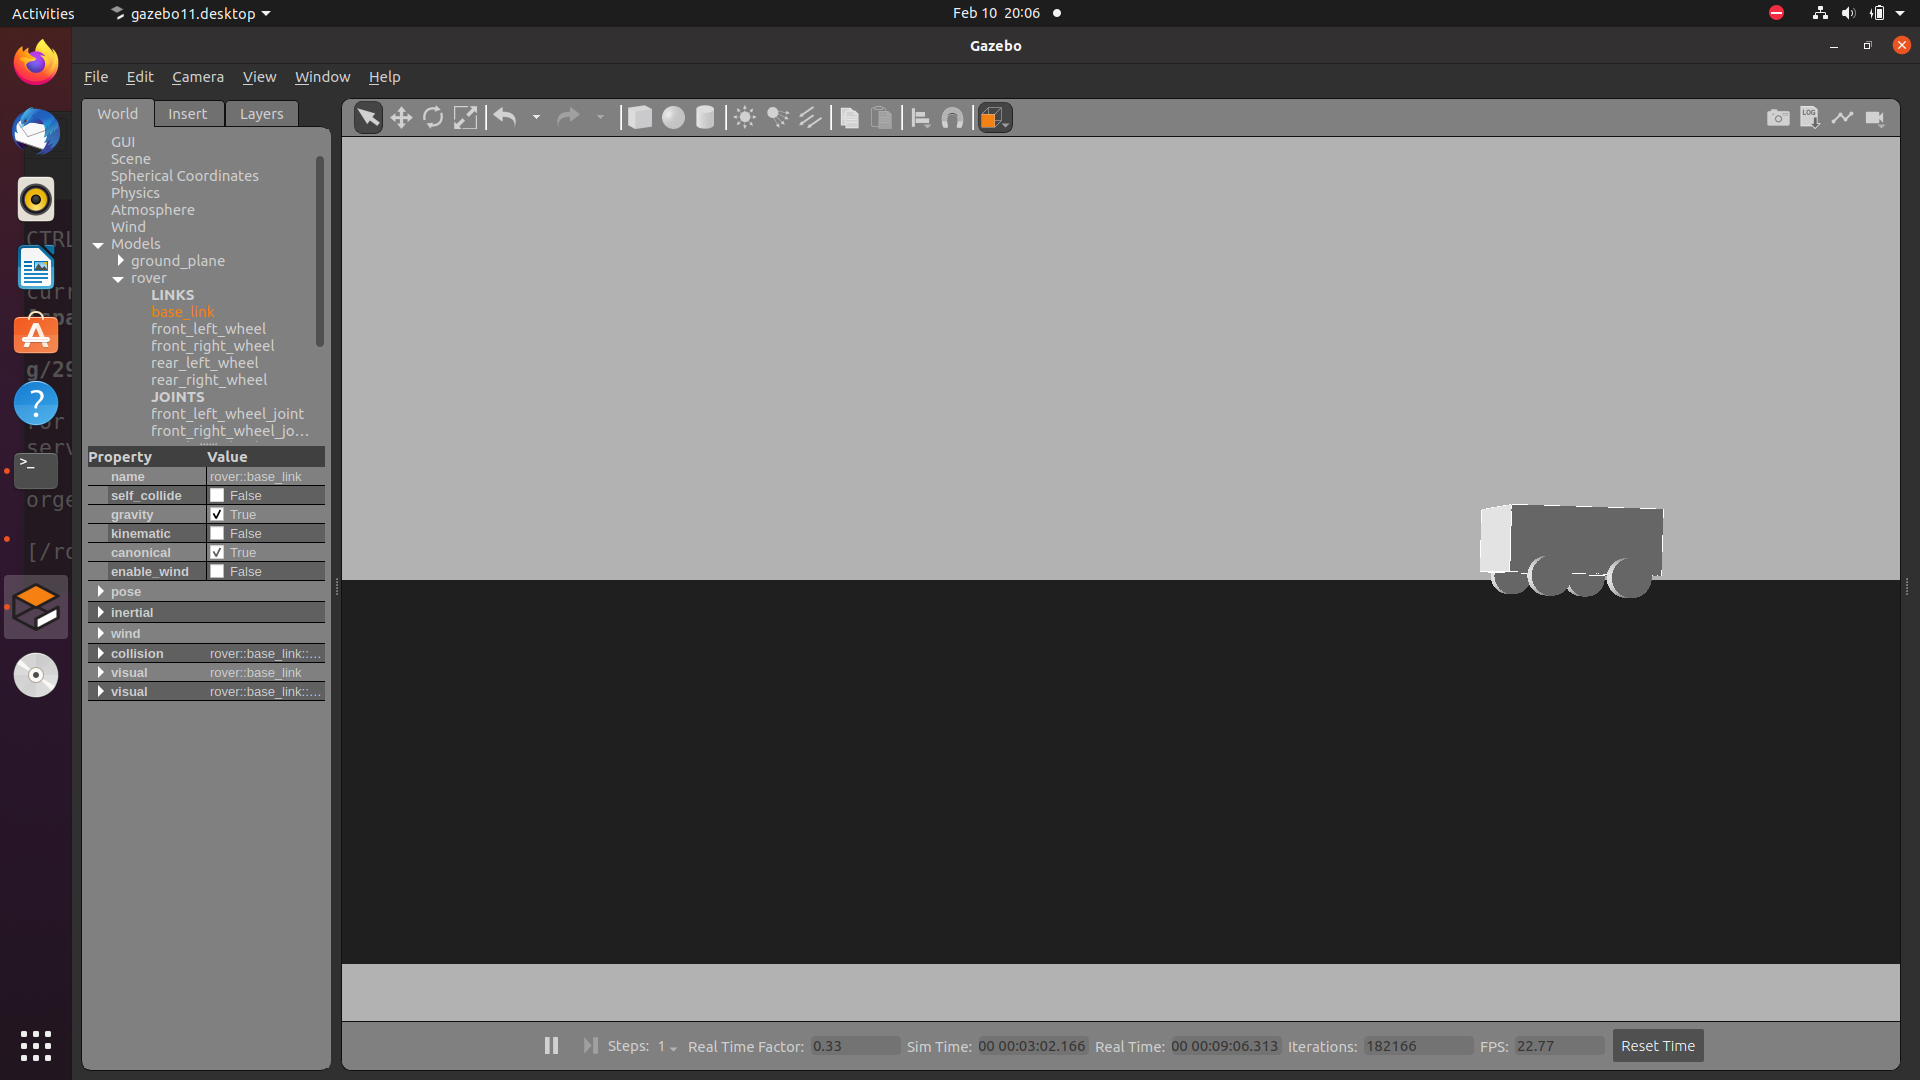 Activities gazebo11.desktop Feb 10 20:06
Gazebo
File Edit Camera View Window Help
World Insert Layers
GUI
Scene
Spherical Coordinates
Physics
Atmosphere
Wind
Models
ground_plane
rover
LINKS
base_link
front_left_wheel
front_right_wheel
rear_left_wheel
rear_right_wheel
JOINTS
front_left_wheel_joint
front_right_wheel_jo...
Property Value
name rover::base_link
self_collide False
gravity True
kinematic False
canonical True
enable_wind False
pose
inertial
wind
collision rover::base_link::...
visual rover::base_link
visual rover::base_link::...
LOG
CTRL
curr
g/29
for
serv
orge
[/ro
Steps: 1 Real Time Factor: 0.33 Sim Time: 00 00:03:02.166 Real Time: 00 00:09:06.313 Iterations: 182166 FPS: 22.77 Reset Time